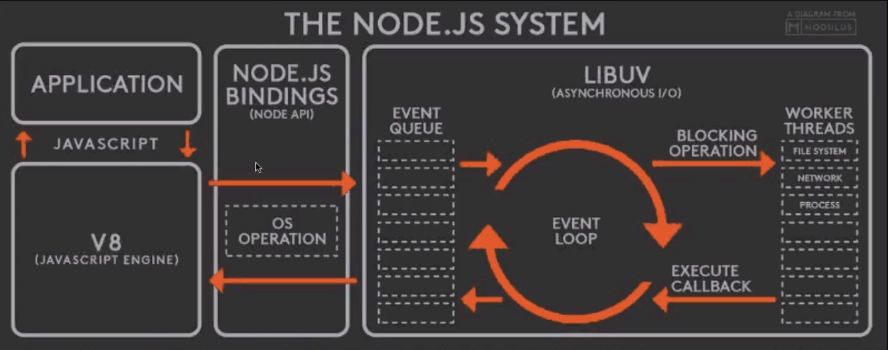 THE NODE.JS SYSTEM
A DIAGRAM FROM
NODSILUS
APPLICATION
JAVASCRIPT
V8
(JAVASCRIPT ENGINE)
NODE.JS
BINDINGS
(NODE API)
OS
OPERATION
LIBUV
(ASYNCHRONOUS I/O)
EVENT
QUEUE
EVENT
LOOP
BLOCKING
OPERATION
EXECUTE
CALLBACK
WORKER
THREADS
FILE SYSTEM
NETWORK
PROCESS